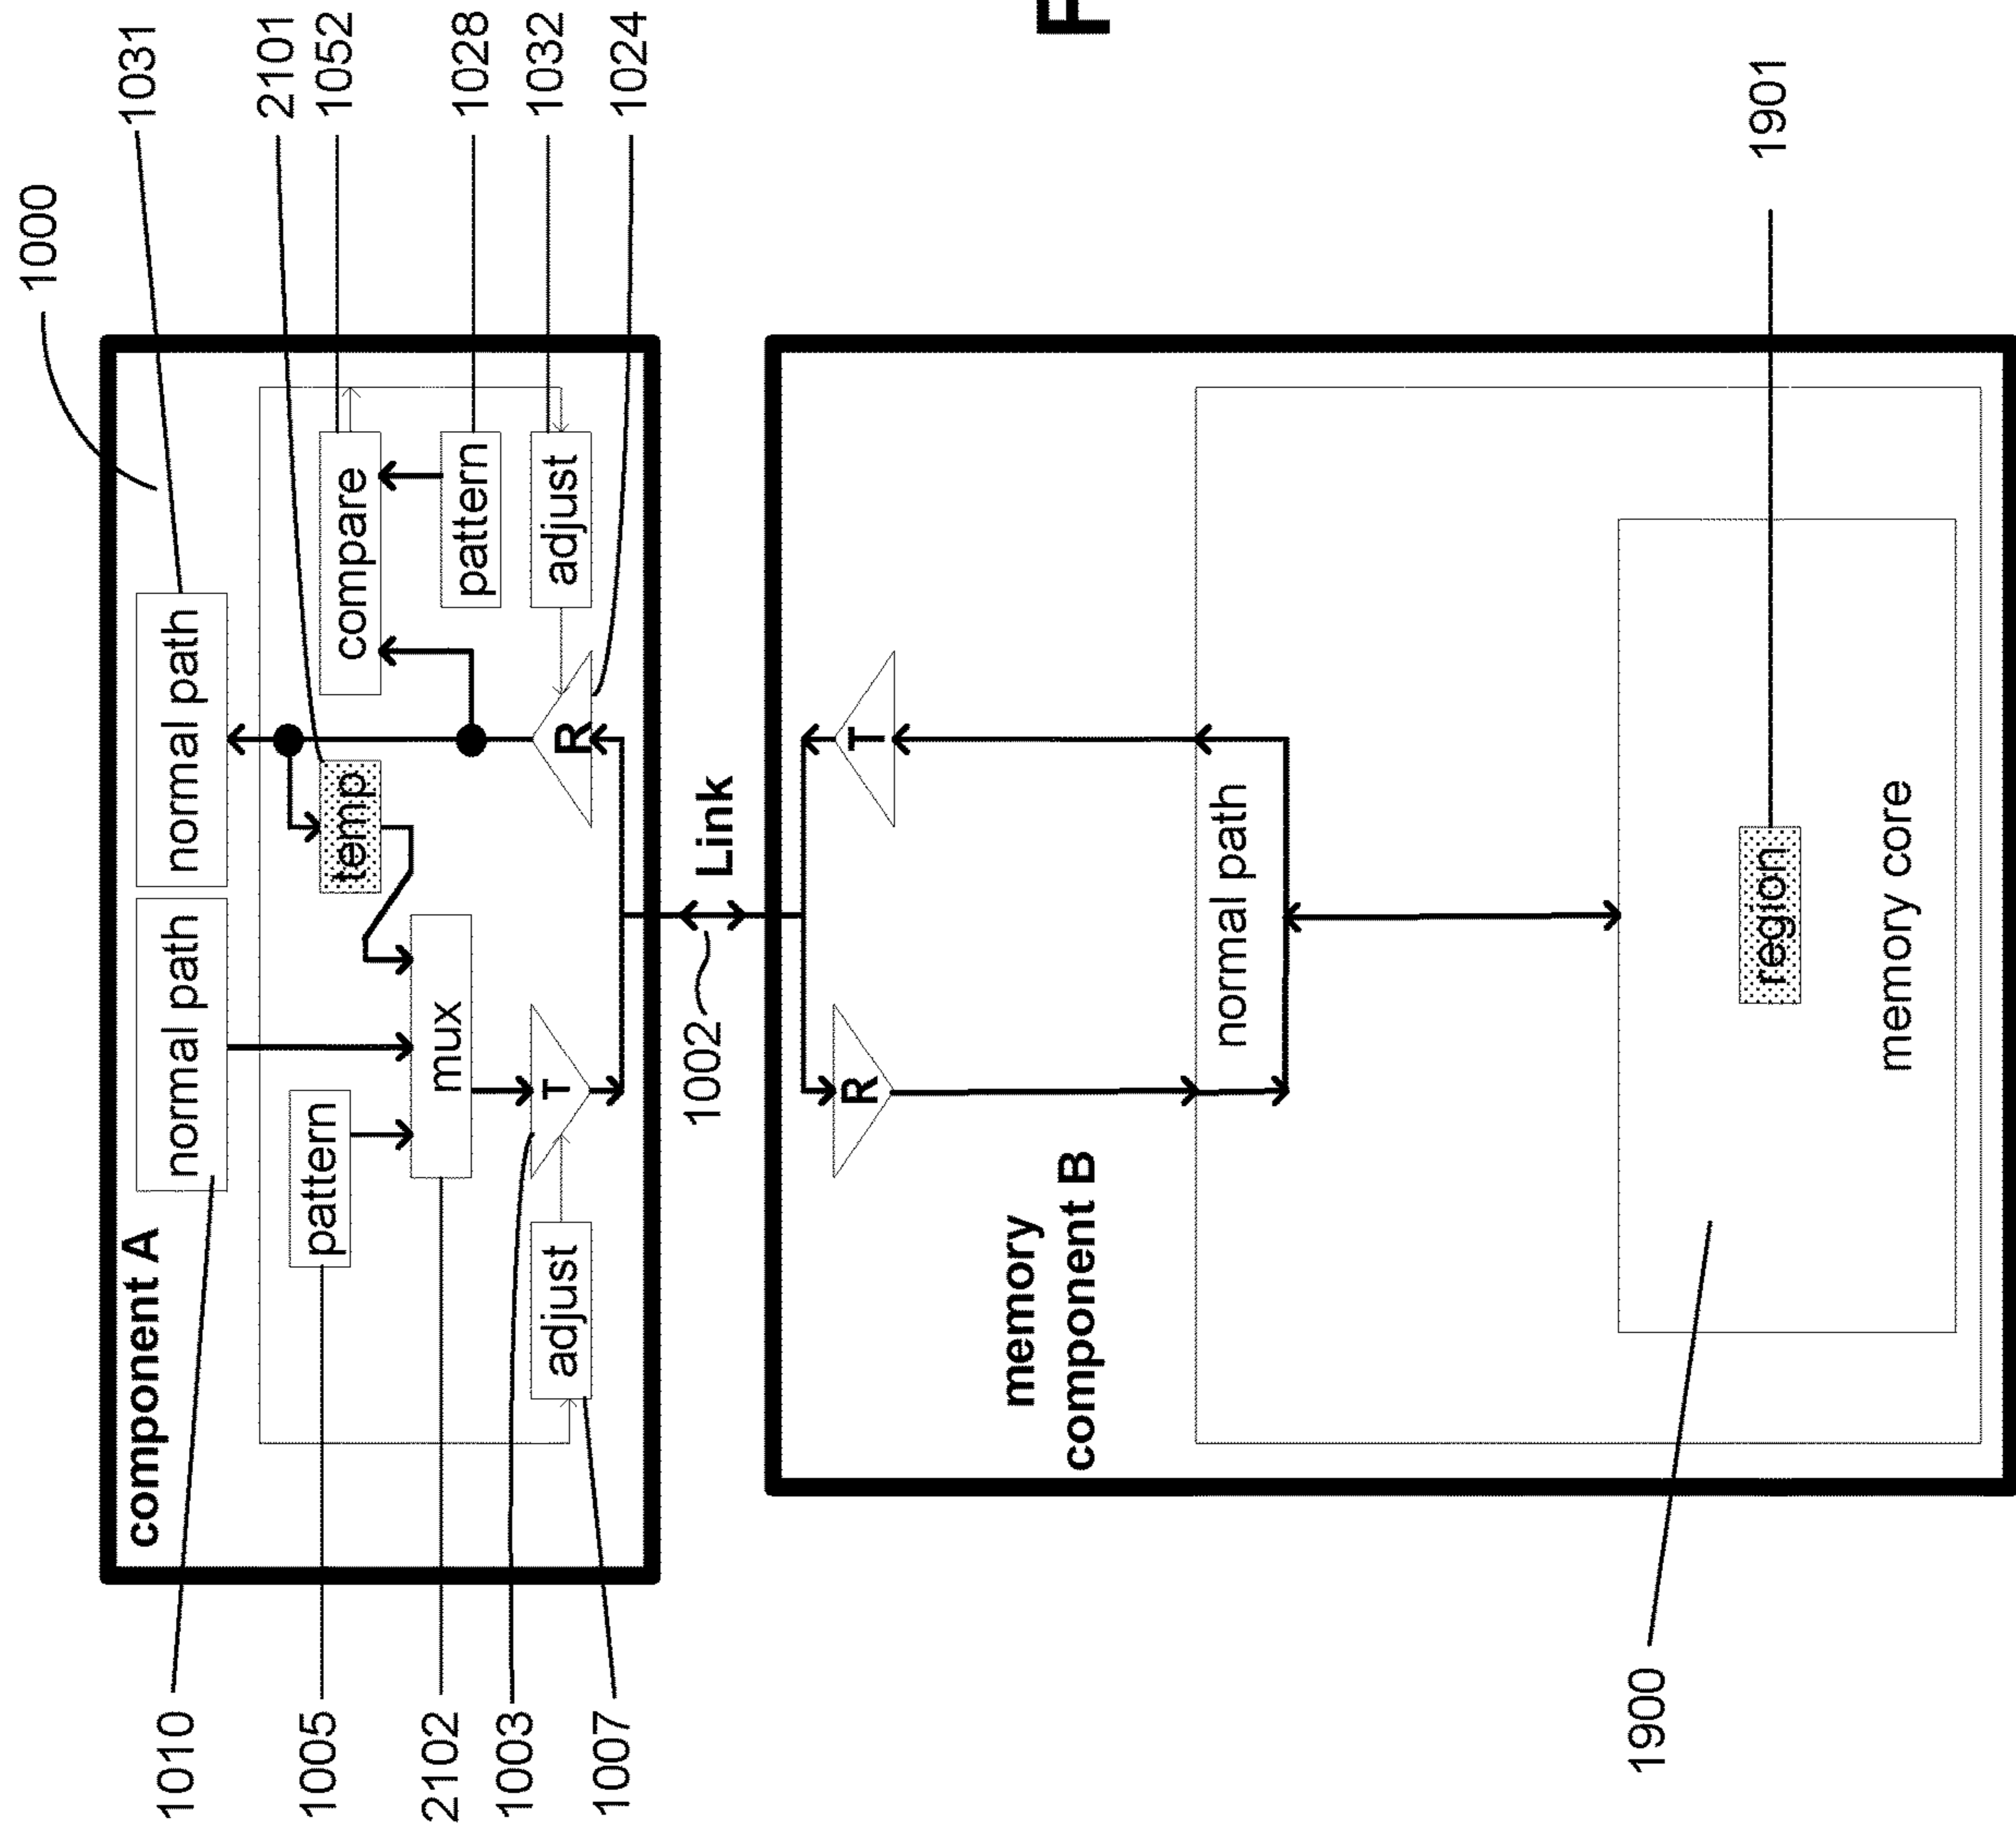 1000
1031
2101
1052
1028
1032
1024
component A
normal path
normal path
pattern
temp
compare
mux
pattern
adjust
T
R
adjust
1010
1005
2102
1003
1007
1002
Link
memory
component B
R
T
normal path
region
memory core
1900
1901
F